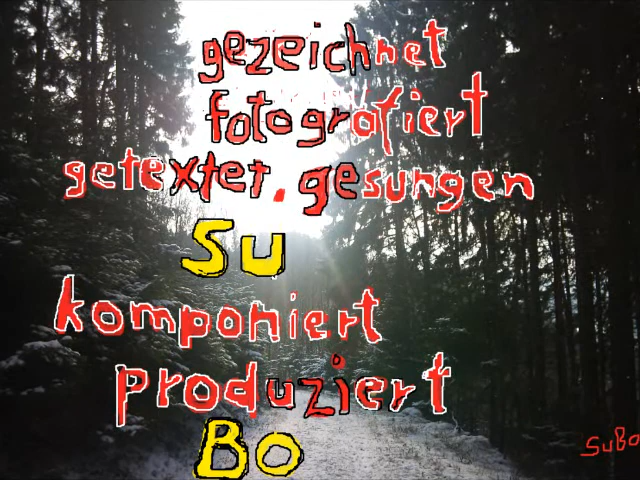 gezeichnet
fotografiert
getextet. gesungen
Su
komponiert
produziert
Bo
SuBo